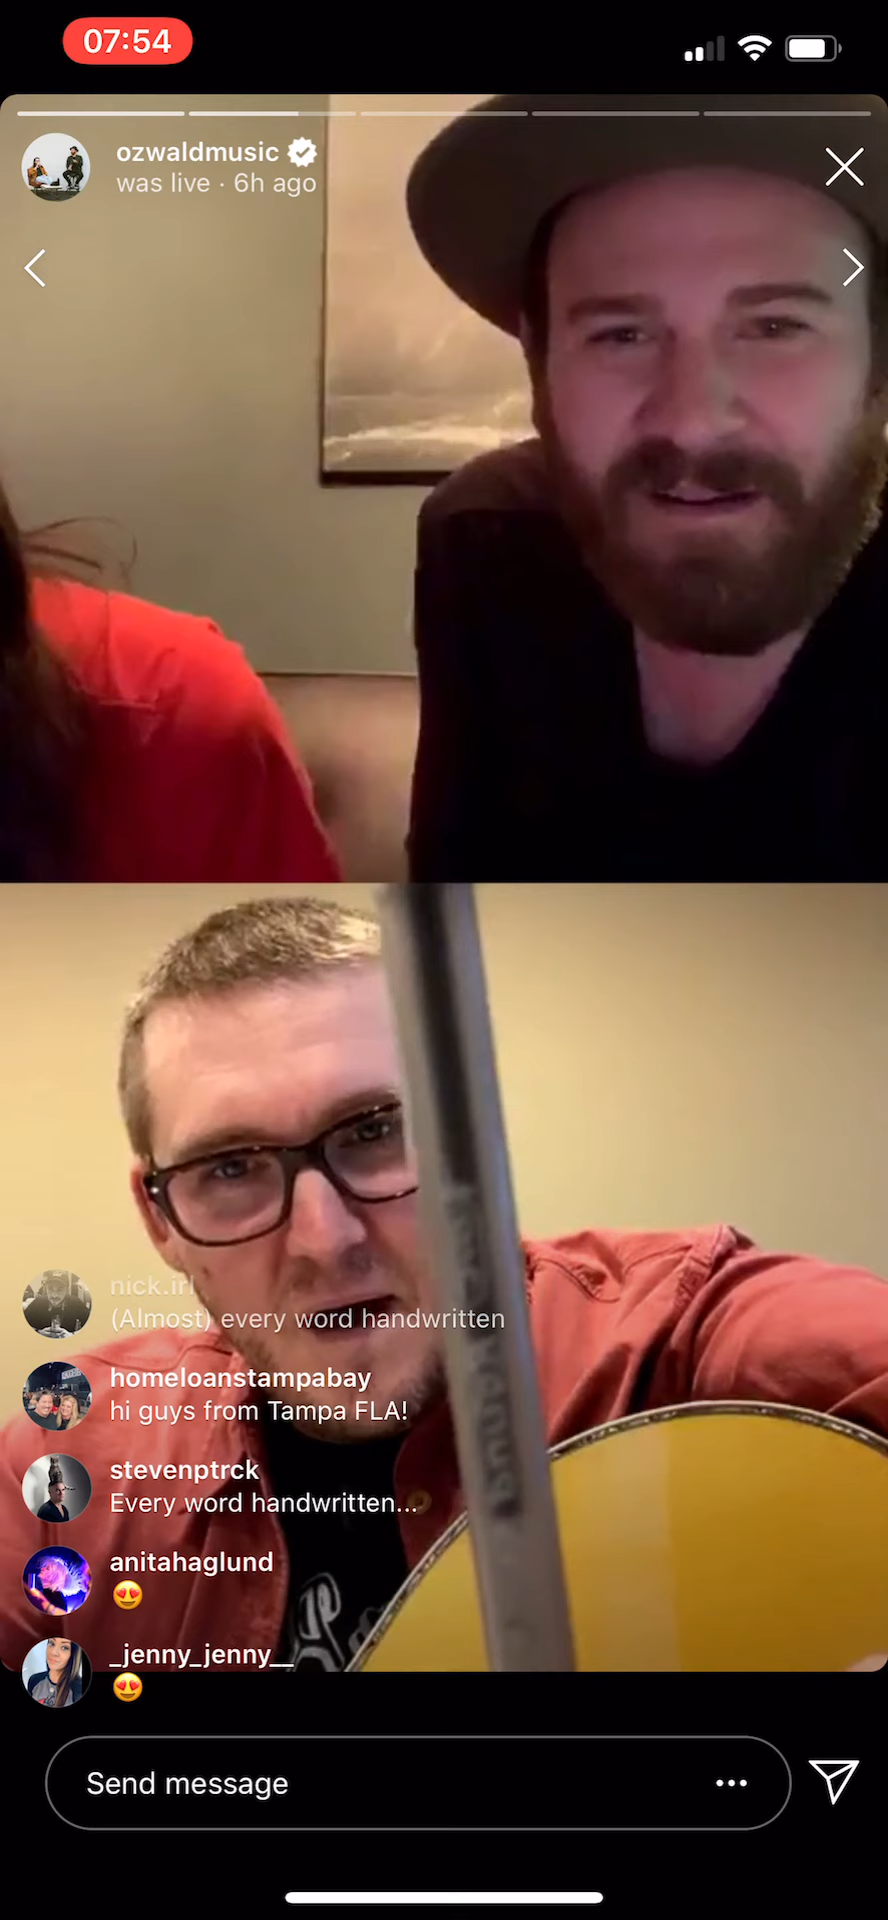 07:54
ozwaldmusic
was live · 6h ago
nick.irl
(Almost) every word handwritten
homeloanstampabay
hi guys from Tampa FLA!
stevenptrck
Every word handwritten...
anitahaglund
😍
_jenny_jenny__
😍
Send message